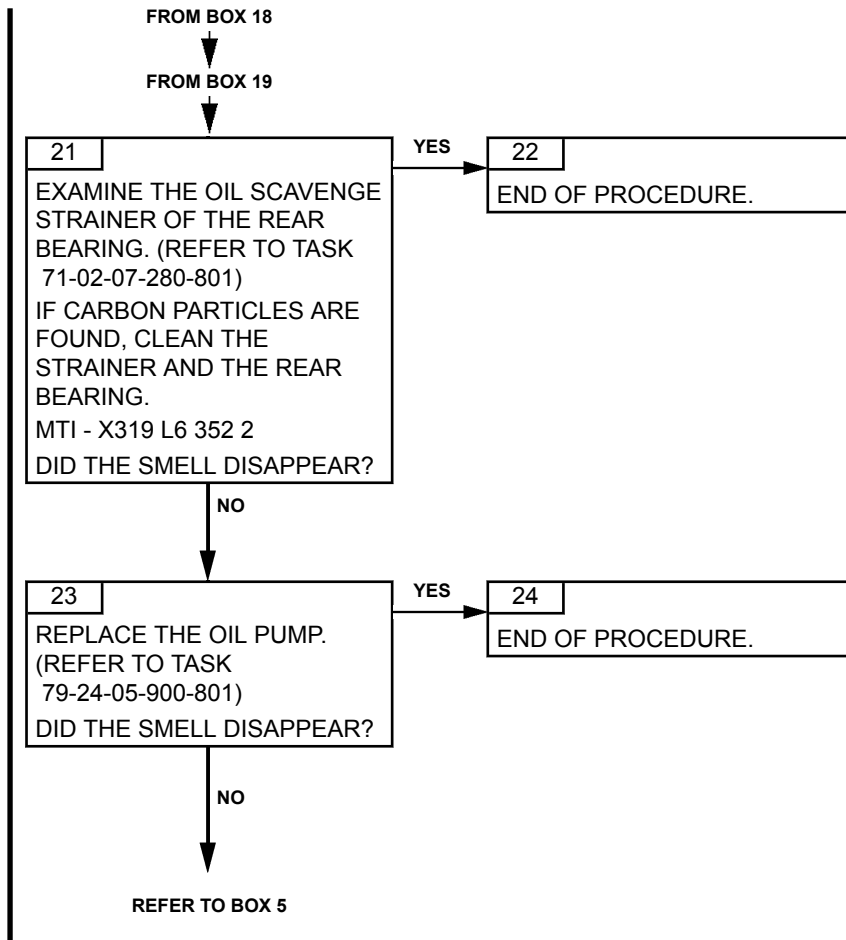 FROM BOX 18
FROM BOX 19
21
EXAMINE THE OIL SCAVENGE
STRAINER OF THE REAR
BEARING. (REFER TO TASK
71-02-07-280-801)
IF CARBON PARTICLES ARE
FOUND, CLEAN THE
STRAINER AND THE REAR
BEARING.
MTI - X319 L6 352 2
DID THE SMELL DISAPPEAR?
YES
22
END OF PROCEDURE.
NO
23
REPLACE THE OIL PUMP.
(REFER TO TASK
79-24-05-900-801)
DID THE SMELL DISAPPEAR?
YES
24
END OF PROCEDURE.
NO
REFER TO BOX 5